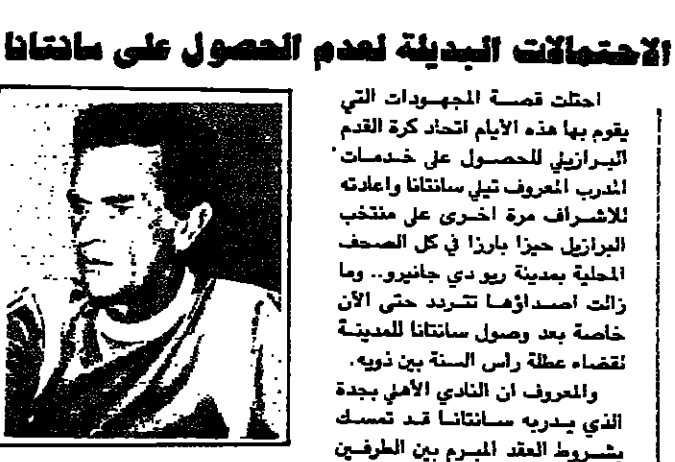 الاحتمالات البديلة لعدم الحصول على سانتانا
احتلت قصة المجهودات التي
يقوم بها هذه الأيام اتحاد كرة القدم
البرازيلي للحصول على خدمات
المدرب المعروف تيلي سانتانا واعادته
للاشراف مرة اخرى على منتخب
البرازيل حيزا بارزا في كل الصحف
المحلية بمدينة ريو دي جانيرو.. وما
زالت اصداؤها تتردد حتى الآن
خاصة بعد وصول سانتانا للمدينة
لقضاء عطلة راس السنة بين ذويه.
والمعروف ان النادي الأهلي بجدة
الذي يدربه سانتانا قد تمسك
بشروط العقد المبرم بين الطرفين